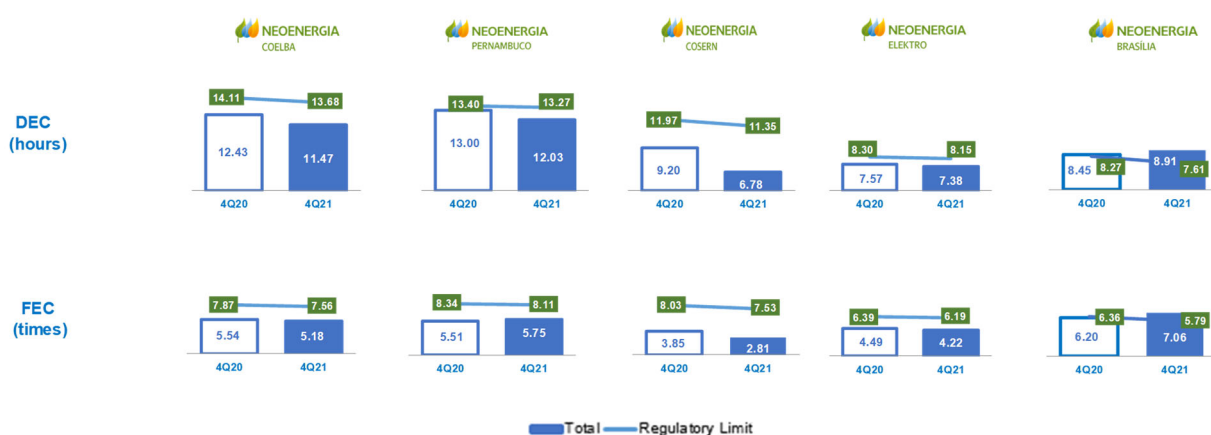 NEOENERGIA
COELBA
NEOENERGIA
PERNAMBUCO
NEOENERGIA
COSERN
NEOENERGIA
ELEKTRO
NEOENERGIA
BRASÍLIA
DEC
(hours)
14.11 13.68
12.43 11.47
4Q20 4Q21
13.40 13.27
13.00 12.03
4Q20 4Q21
11.97 11.35
9.20 6.78
4Q20 4Q21
8.30 8.15
7.57 7.38
4Q20 4Q21
8.45 8.27 8.91 7.61
4Q20 4Q21
FEC
(times)
7.87 7.56
5.54 5.18
4Q20 4Q21
8.34 8.11
5.51 5.75
4Q20 4Q21
8.03 7.53
3.85 2.81
4Q20 4Q21
6.39 6.19
4.49 4.22
4Q20 4Q21
6.36 5.79
6.20 7.06
4Q20 4Q21
Total Regulatory Limit